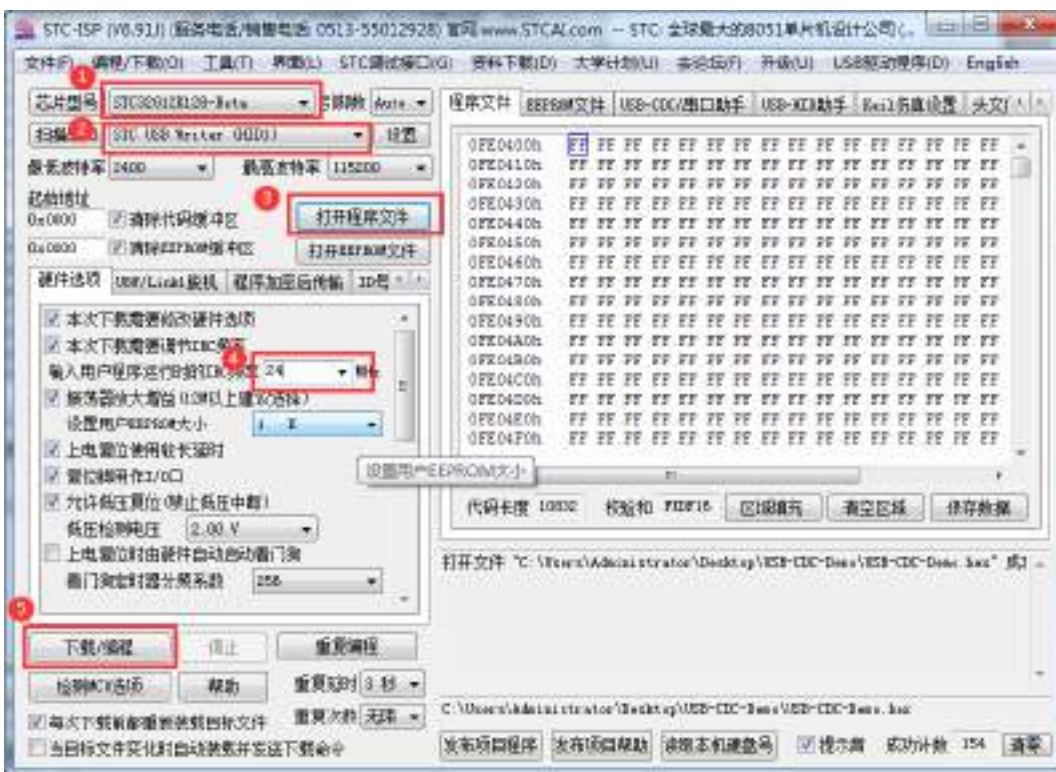 STC-ISP (V6.91J) (服务电话/销售电话: 0513-55012928) 官网:www.STCAI.com -- STC: 全球最大的8051单片机设计公司(.
文件(F) 编程/下载(O) 工具(T) 界面(L) STC调试接口(G) 资料下载(D) 大学计划(U) 去论坛(F) 升级(U) USB驱动程序(D) English
1
芯片型号 STC32G12K128-Beta Auto
2
扫描 STC USB Writer (HID1) 设置
最低波特率 2400 最高波特率 115200
起始地址
0x0000 清除代码缓冲区 3 打开程序文件
0x0000 清除EEPROM缓冲区 打开EEPROM文件
硬件选项 USB/Link1脱机 程序加密后传输 ID号
本次下载需要修改硬件选项
本次下载需要调节IRC频率
4
输入用户程序运行时的IRC频率 24 MHz
振荡器放大增益(12M以上建议选择)
设置用户EEPROM大小 1 K
上电复位使用较长延时
复位脚用作I/O口
允许低压复位(禁止低压中断)
低压检测电压 2.00 V
上电复位时由硬件自动启动看门狗
看门狗定时器分频系数 256
5
下载/编程 停止 重复编程
检测MCU选项 帮助 重复延时 3 秒
每次下载前都重新装载目标文件 重复次数 无限
当目标文件变化时自动装载并发送下载命令
程序文件 EEPROM文件 USB-CDC/串口助手 USB-HID助手 Keil仿真设置 头文件
0FE0400h FF FF FF FF FF FF FF FF FF FF FF FF FF FF FF FF
0FE0410h FF FF FF FF FF FF FF FF FF FF FF FF FF FF FF FF
0FE0420h FF FF FF FF FF FF FF FF FF FF FF FF FF FF FF FF
0FE0430h FF FF FF FF FF FF FF FF FF FF FF FF FF FF FF FF
0FE0440h FF FF FF FF FF FF FF FF FF FF FF FF FF FF FF FF
0FE0450h FF FF FF FF FF FF FF FF FF FF FF FF FF FF FF FF
0FE0460h FF FF FF FF FF FF FF FF FF FF FF FF FF FF FF FF
0FE0470h FF FF FF FF FF FF FF FF FF FF FF FF FF FF FF FF
0FE0480h FF FF FF FF FF FF FF FF FF FF FF FF FF FF FF FF
0FE0490h FF FF FF FF FF FF FF FF FF FF FF FF FF FF FF FF
0FE04A0h FF FF FF FF FF FF FF FF FF FF FF FF FF FF FF FF
0FE04B0h FF FF FF FF FF FF FF FF FF FF FF FF FF FF FF FF
0FE04C0h FF FF FF FF FF FF FF FF FF FF FF FF FF FF FF FF
0FE04D0h FF FF FF FF FF FF FF FF FF FF FF FF FF FF FF FF
0FE04E0h FF FF FF FF FF FF FF FF FF FF FF FF FF FF FF FF
0FE04F0h FF FF FF FF FF FF FF FF FF FF FF FF FF FF FF FF
设置用户EEPROM大小
代码长度 10832 校验和 区域填充 清空区域 保存数据
打开文件 "C:\Users\Administrator\Desktop\USB-CDC-Demo\USB-CDC-Demo.hex" 成功
C:\Users\Administrator\Desktop\USB-CDC-Demo\USB-CDC-Demo.hex
发布项目程序 发布项目帮助 读取本机硬盘号 提示音 成功计数 154 清零